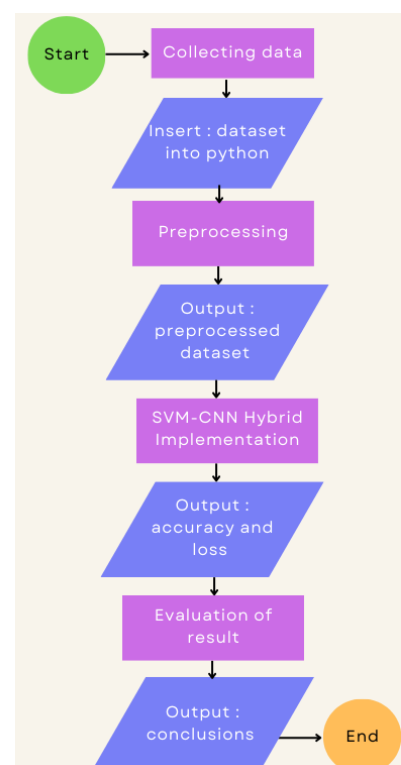 Start
Collecting data
Insert : dataset
into python
Preprocessing
Output :
preprocessed
dataset
SVM-CNN Hybrid
Implementation
Output :
accuracy and
loss
Evaluation of
result
Output :
conclusions
End